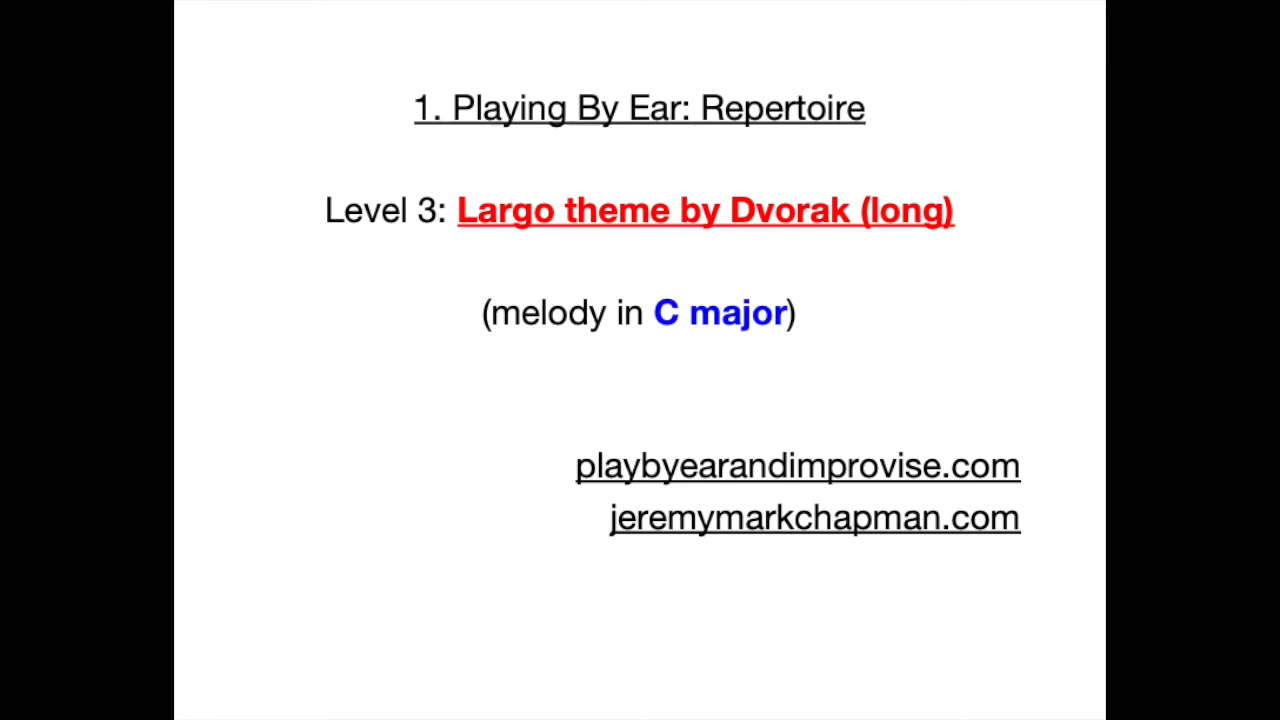 1. Playing By Ear: Repertoire
Level 3: Largo theme by Dvorak (long)
(melody in C major)
playbyearandimprovise.com
jeremymarkchapman.com